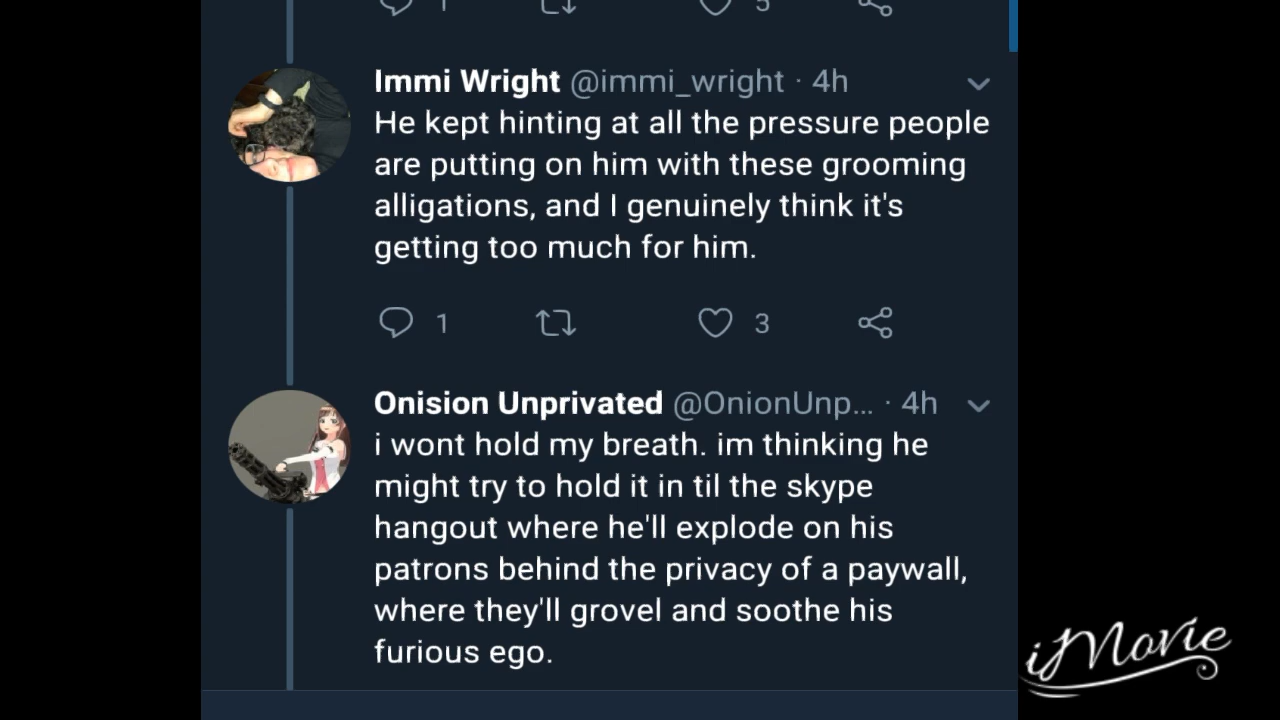 1 5
Immi Wright @immi_wright · 4h
He kept hinting at all the pressure people
are putting on him with these grooming
alligations, and I genuinely think it's
getting too much for him.
1 3
Onision Unprivated @OnionUnp... · 4h
i wont hold my breath. im thinking he
might try to hold it in til the skype
hangout where he'll explode on his
patrons behind the privacy of a paywall,
where they'll grovel and soothe his
furious ego.
iMovie